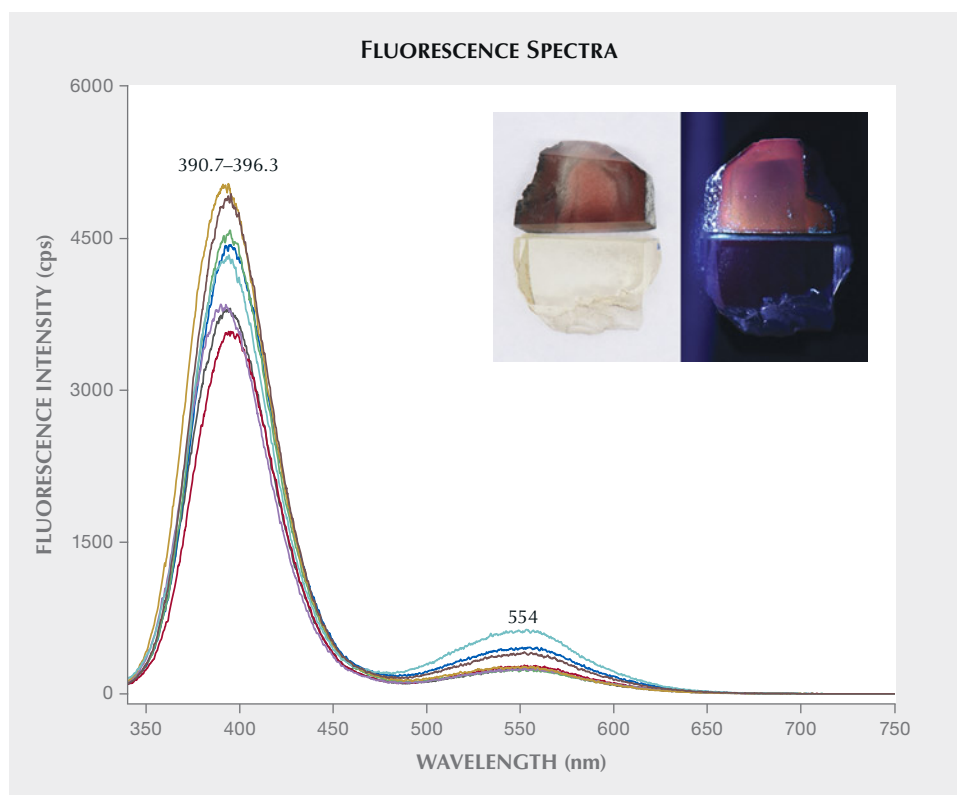 FLUORESCENCE SPECTRA
6000
390.7–396.3
4500
FLUORESCENCE INTENSITY (cps)
3000
1500
554
0
350 400 450 500 550 600 650 700 750
WAVELENGTH (nm)